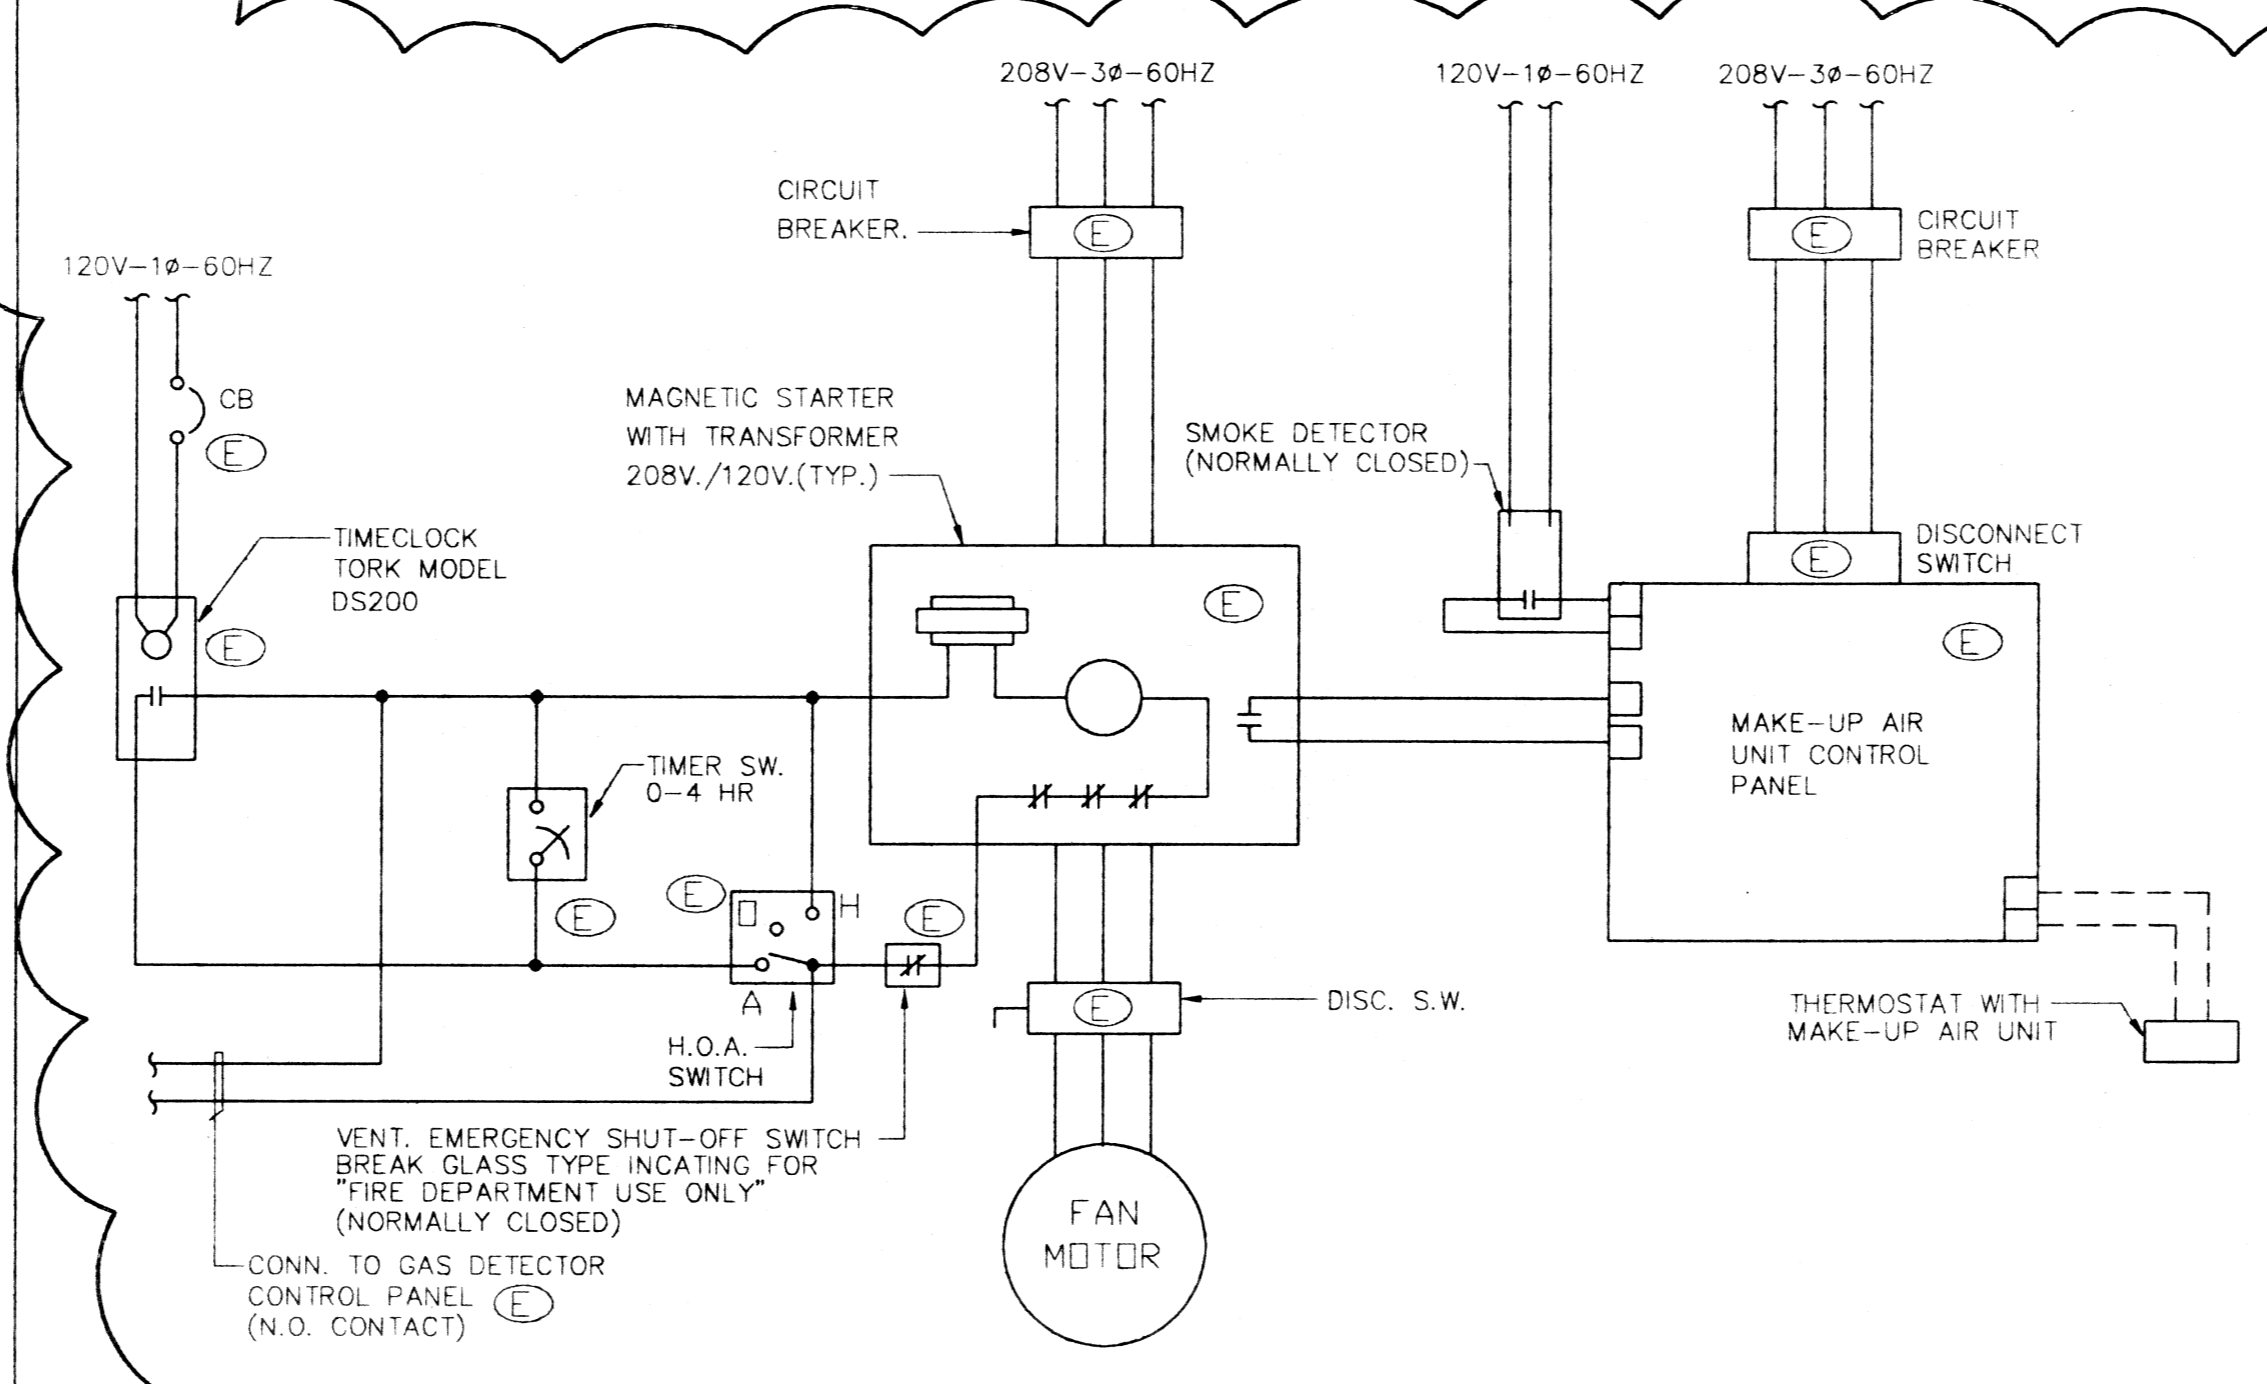 208V-3ø-60HZ
120V-1ø-60HZ
208V-3ø-60HZ
CIRCUIT
BREAKER.
E
E
CIRCUIT
BREAKER
120V-1ø-60HZ
CB
E
MAGNETIC STARTER
WITH TRANSFORMER
208V./120V.(TYP.)
SMOKE DETECTOR
(NORMALLY CLOSED)
TIMECLOCK
TORK MODEL
DS200
E
DISCONNECT
SWITCH
E
E
E
MAKE-UP AIR
UNIT CONTROL
PANEL
TIMER SW.
0-4 HR
E
E
O
H
E
A
H.O.A.
SWITCH
E
DISC. S.W.
THERMOSTAT WITH
MAKE-UP AIR UNIT
VENT. EMERGENCY SHUT-OFF SWITCH
BREAK GLASS TYPE INCATING FOR
"FIRE DEPARTMENT USE ONLY"
(NORMALLY CLOSED)
FAN
MOTOR
CONN. TO GAS DETECTOR
CONTROL PANEL E
(N.O. CONTACT)